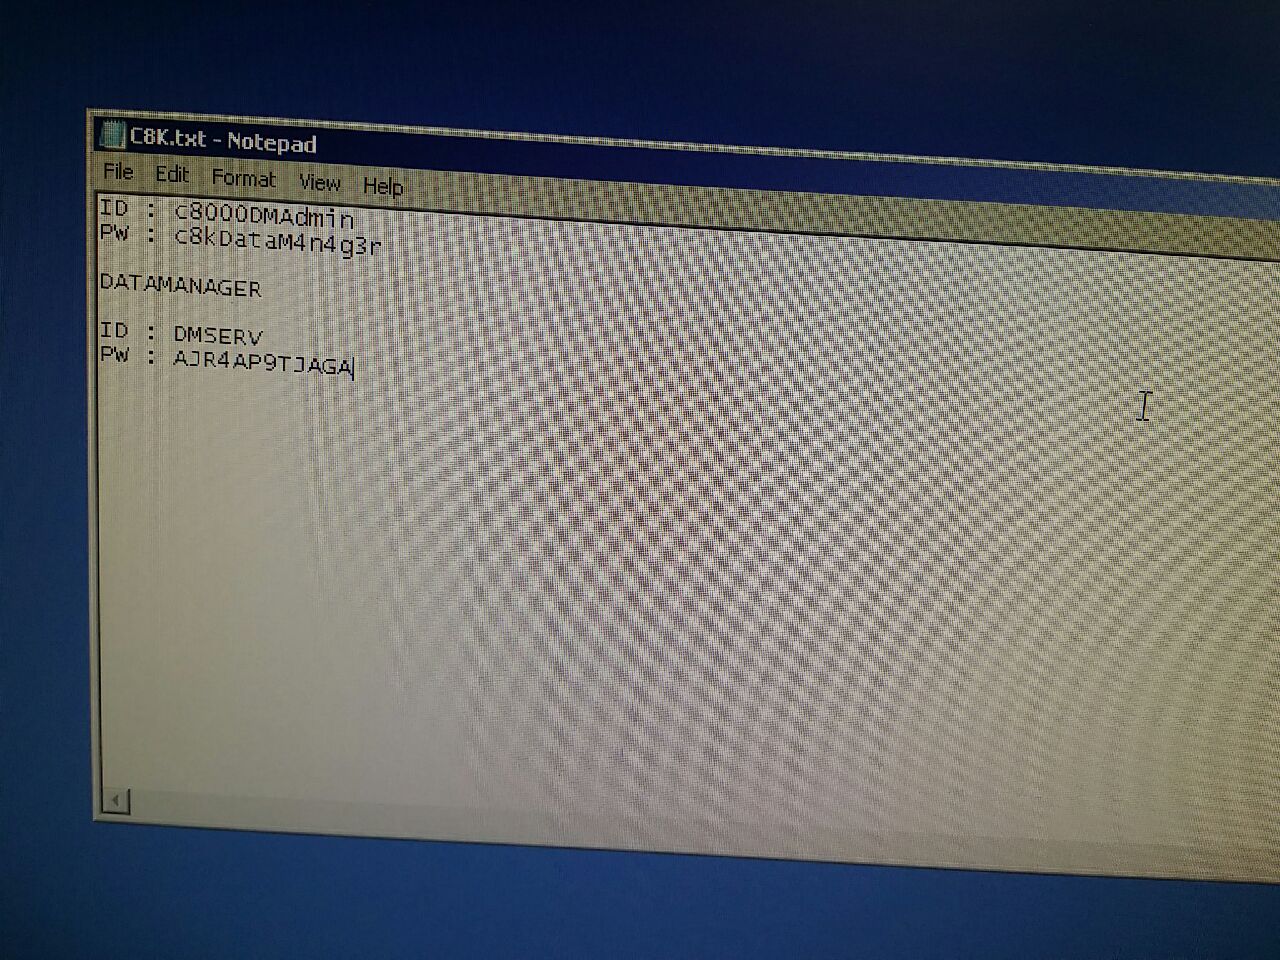 C8K.txt - Notepad
File Edit Format View Help
ID : c8000DMAdmin
PW : c8kDataM4n4g3r
DATAMANAGER
ID : DMSERV
PW : AJR4AP9TJAGA